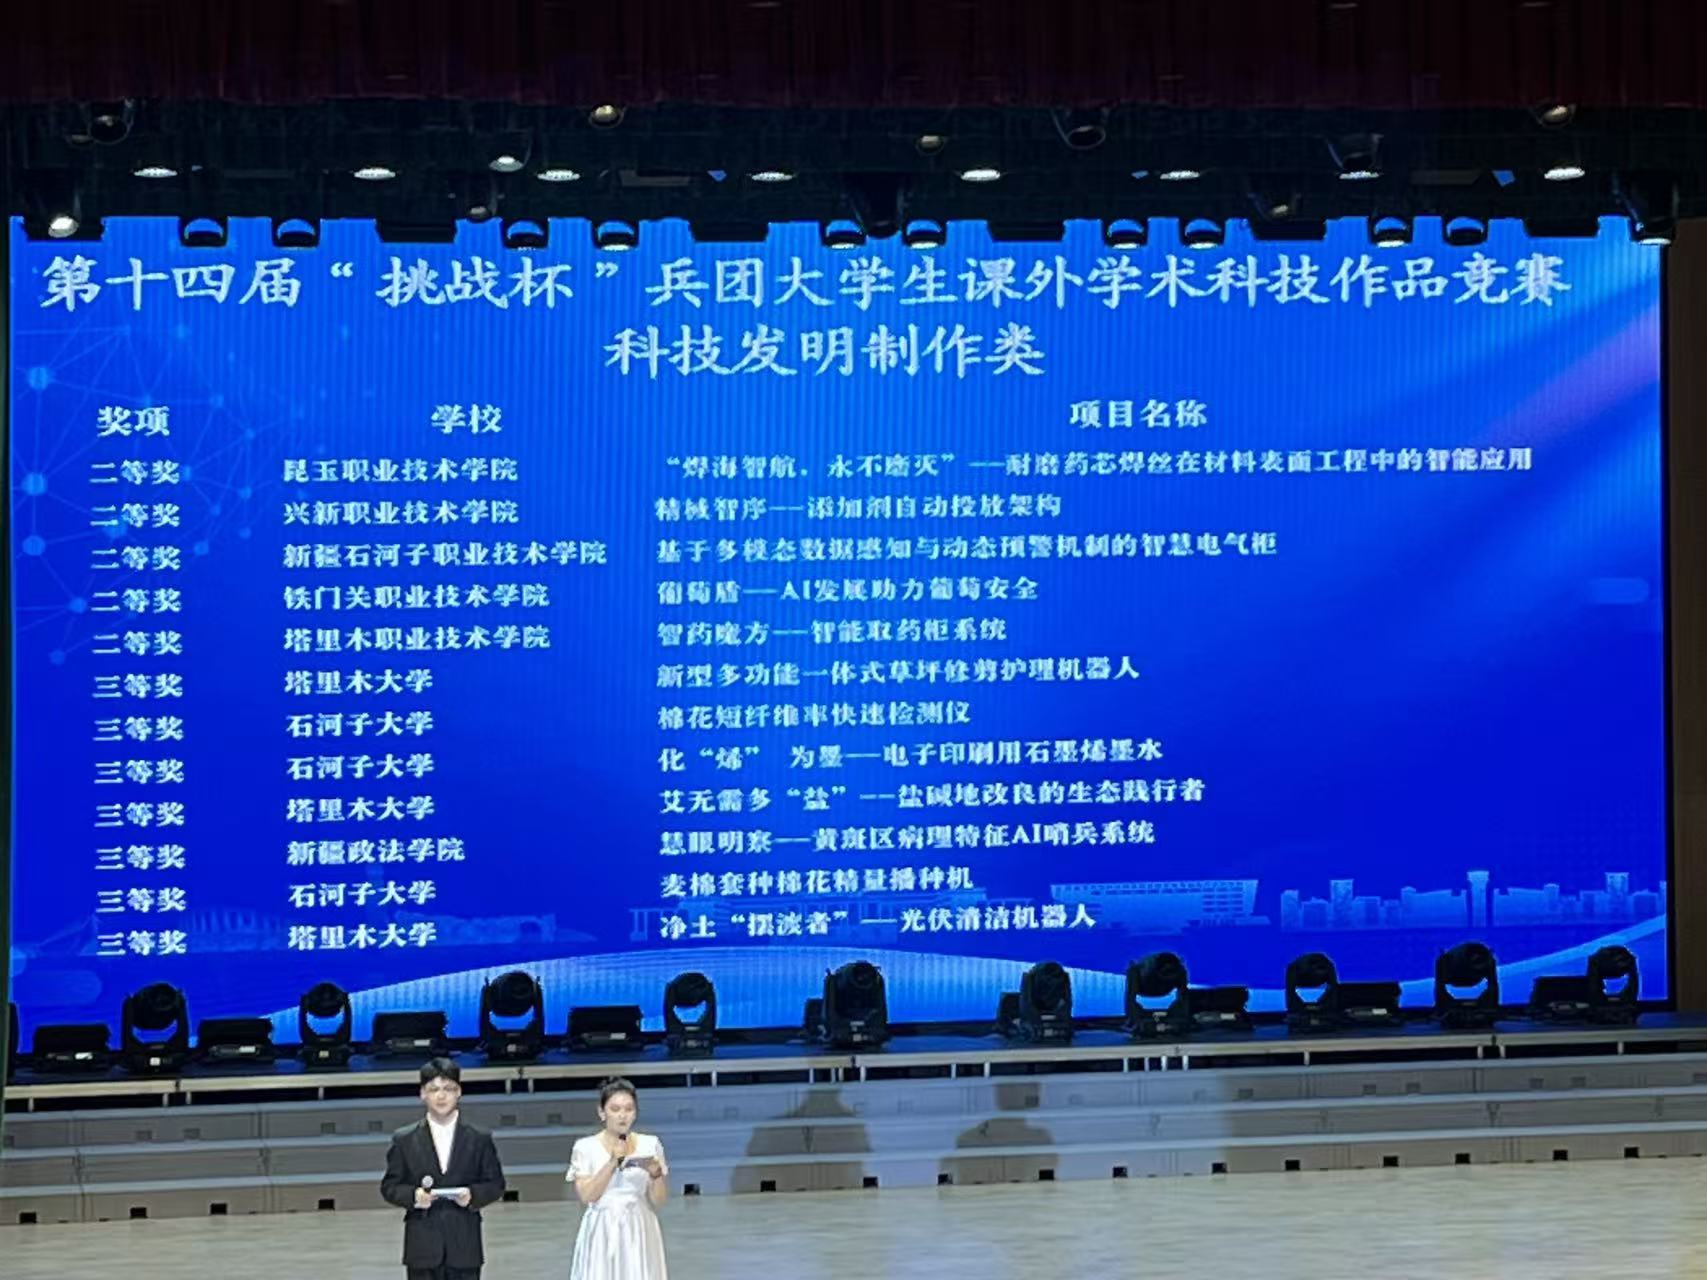 第十四届“挑战杯”兵团大学生课外学术科技作品竞赛
科技发明制作类
奖项 学校 项目名称
二等奖 昆玉职业技术学院 “焊海智航，永不磨灭”——耐磨药芯焊丝在材料表面工程中的智能应用
二等奖 兴新职业技术学院 精械智序——添加剂自动投放架构
二等奖 新疆石河子职业技术学院 基于多模态数据感知与动态预警机制的智慧电气柜
二等奖 铁门关职业技术学院 葡萄盾——AI发展助力葡萄安全
二等奖 塔里木职业技术学院 智药魔方——智能取药柜系统
三等奖 塔里木大学 新型多功能一体式草坪修剪护理机器人
三等奖 石河子大学 棉花短纤维率快速检测仪
三等奖 石河子大学 化“烯” 为墨——电子印刷用石墨烯墨水
三等奖 塔里木大学 艾无需多“盐”——盐碱地改良的生态践行者
三等奖 新疆政法学院 慧眼明察——黄斑区病理特征AI哨兵系统
三等奖 石河子大学 麦棉套种棉花精量播种机
三等奖 塔里木大学 净土“摆渡者”——光伏清洁机器人